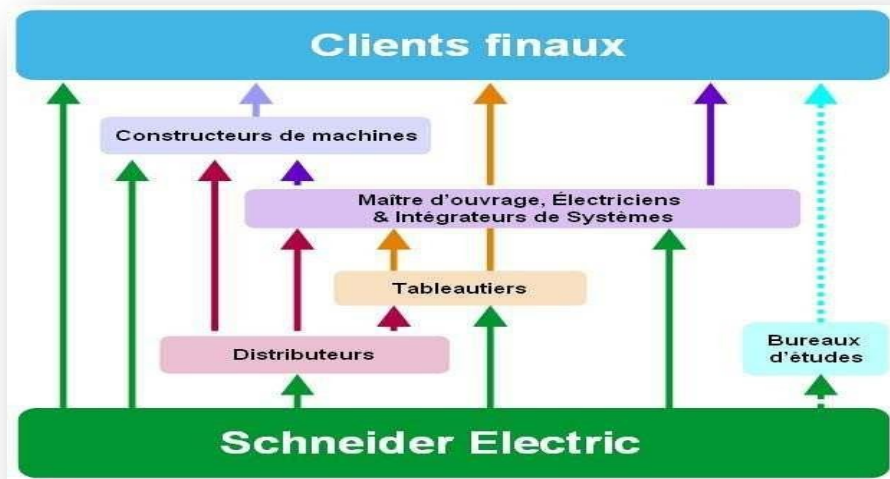 Clients finaux
Constructeurs de machines
Maître d'ouvrage, Électriciens
& Intégrateurs de Systèmes
Tableautiers
Distributeurs
Bureaux
d'études
Schneider Electric